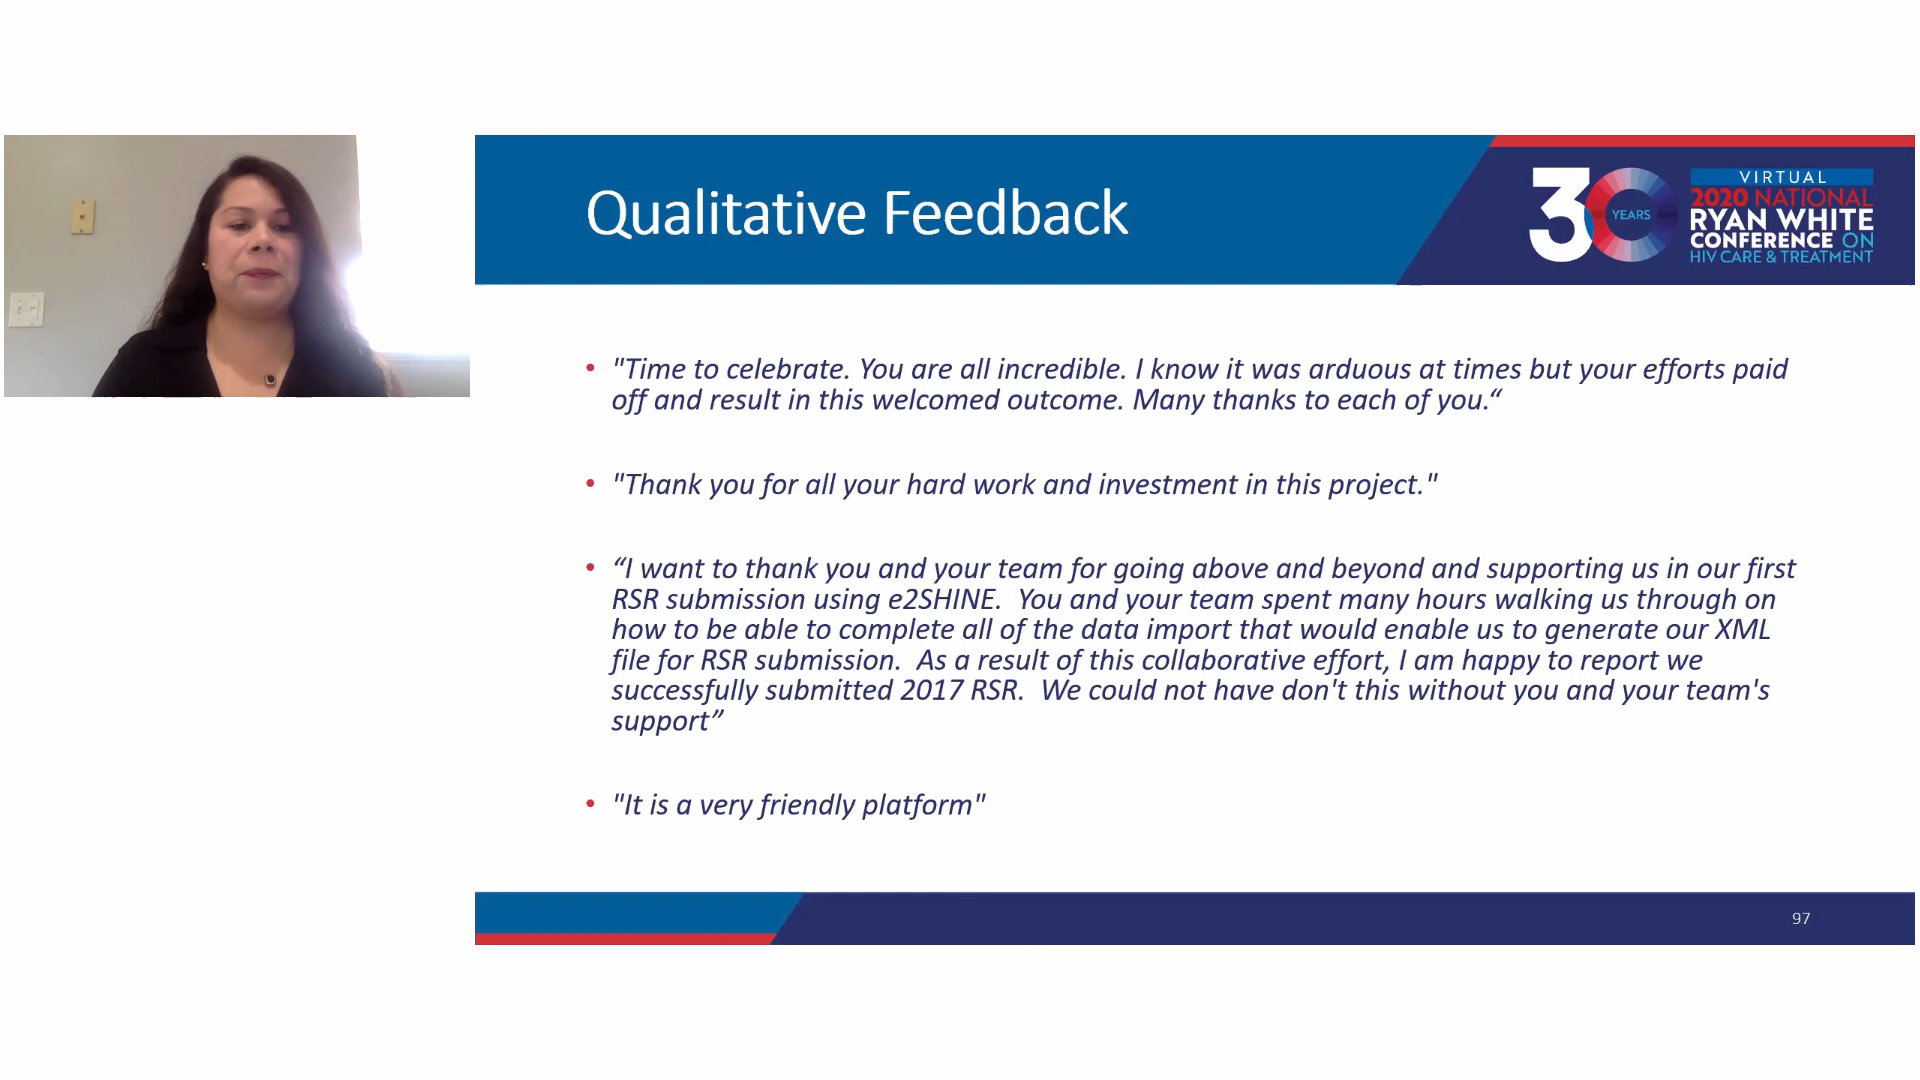 Qualitative Feedback
30 YEARS
VIRTUAL
2020 NATIONAL
RYAN WHITE
CONFERENCE ON
HIV CARE & TREATMENT
• "Time to celebrate. You are all incredible. I know it was arduous at times but your efforts paid
off and result in this welcomed outcome. Many thanks to each of you.“
• "Thank you for all your hard work and investment in this project."
• “I want to thank you and your team for going above and beyond and supporting us in our first
RSR submission using e2SHINE.  You and your team spent many hours walking us through on
how to be able to complete all of the data import that would enable us to generate our XML
file for RSR submission.  As a result of this collaborative effort, I am happy to report we
successfully submitted 2017 RSR.  We could not have don't this without you and your team's
support”
• "It is a very friendly platform"
97